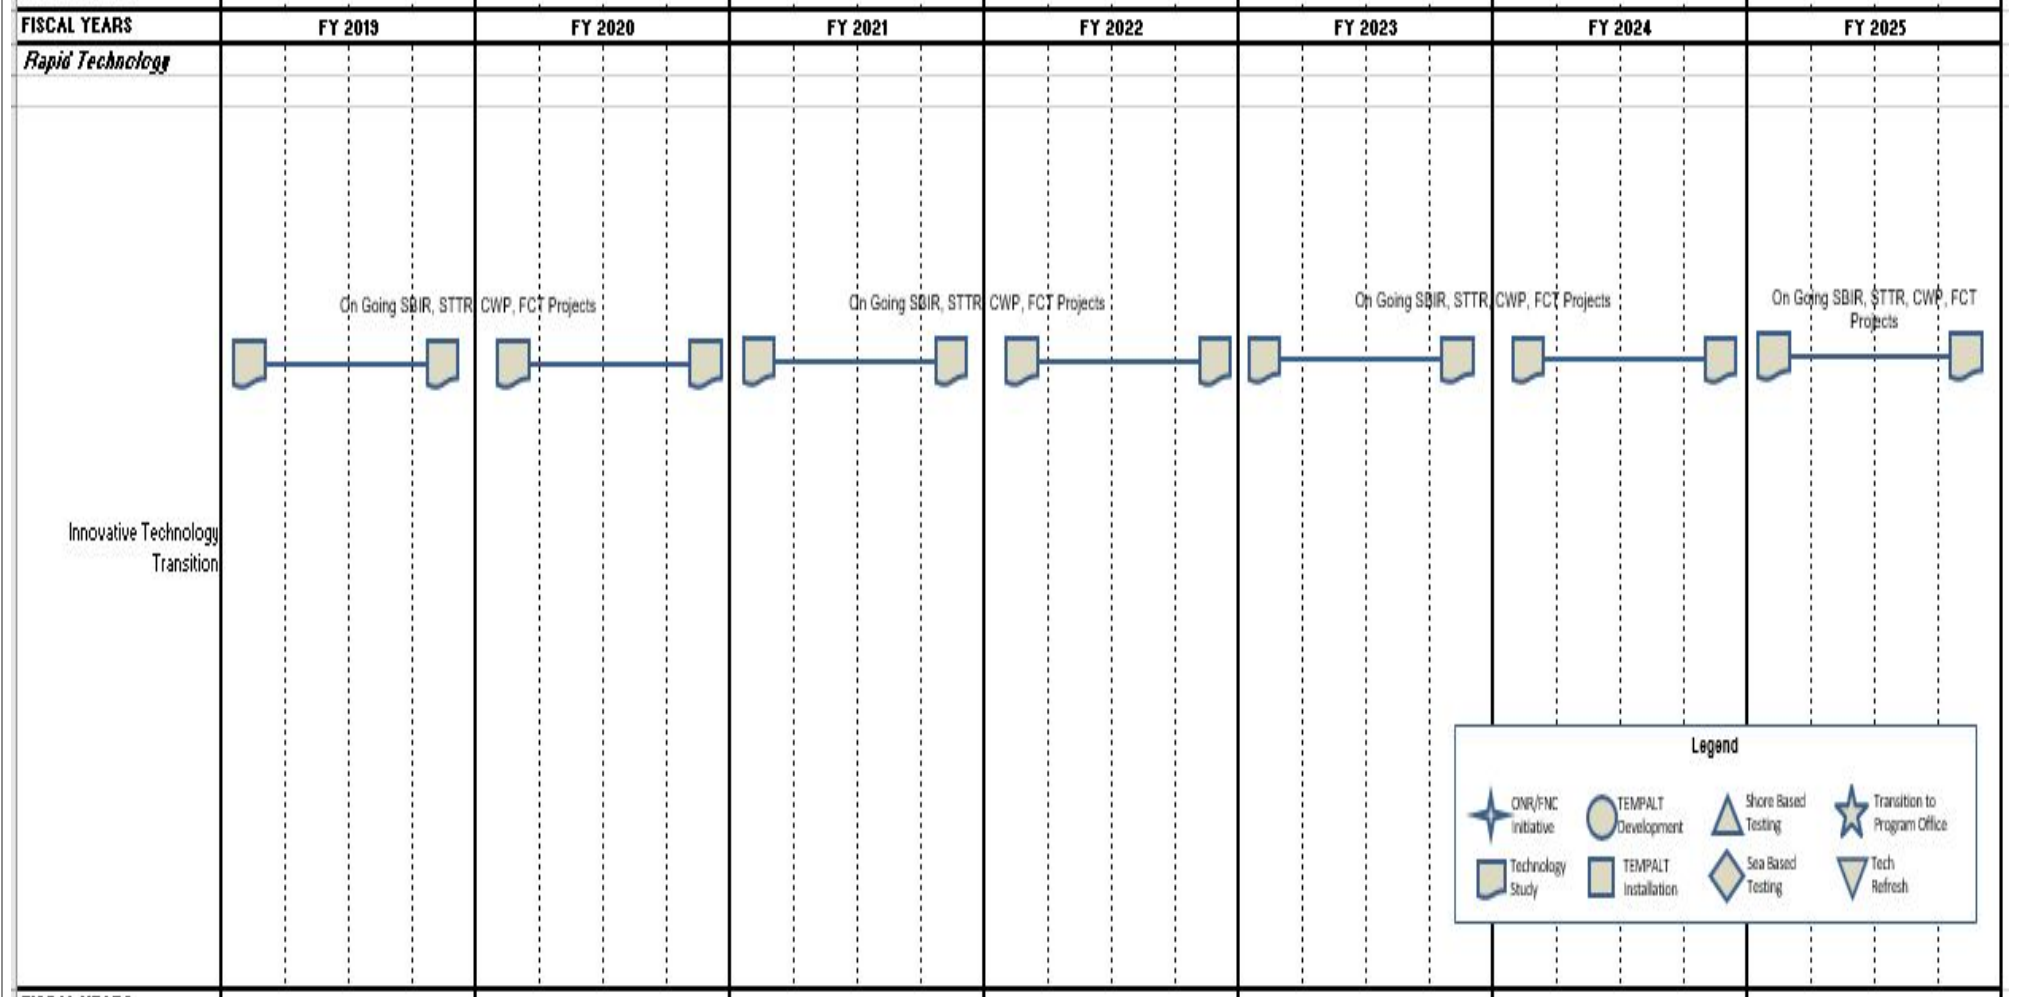 FISCAL YEARS FY 2019 FY 2020 FY 2021 FY 2022 FY 2023 FY 2024 FY 2025
Rapid Technology
On Going SBIR, STTR, CWP, FCT Projects
On Going SBIR, STTR, CWP, FCT Projects
On Going SBIR, STTR, CWP, FCT Projects
On Going SBIR, STTR, CWP, FCT
Projects
Innovative Technology
Transition
Legend
ONR/FNC
Initiative
TEMPALT
Development
Shore Based
Testing
Transition to
Program Office
Technology
Study
TEMPALT
Installation
Sea Based
Testing
Tech
Refresh